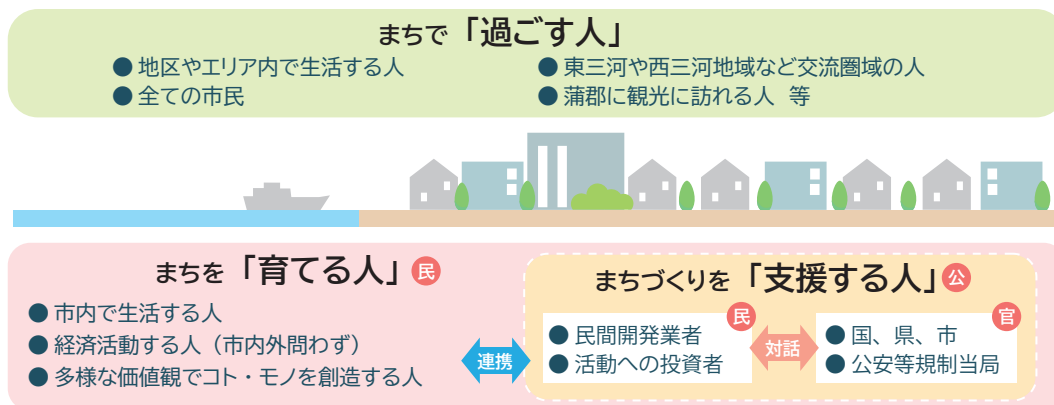 まちで「過ごす人」
● 地区やエリア内で生活する人
● 全ての市民
● 東三河や西三河地域など交流圏域の人
● 蒲郡に観光に訪れる人 等
まちを「育てる人」民
● 市内で生活する人
● 経済活動する人（市内外問わず）
● 多様な価値観でコト・モノを創造する人
連携
まちづくりを「支援する人」公
民
● 民間開発業者
● 活動への投資者
対話
官
● 国、県、市
● 公安等規制当局